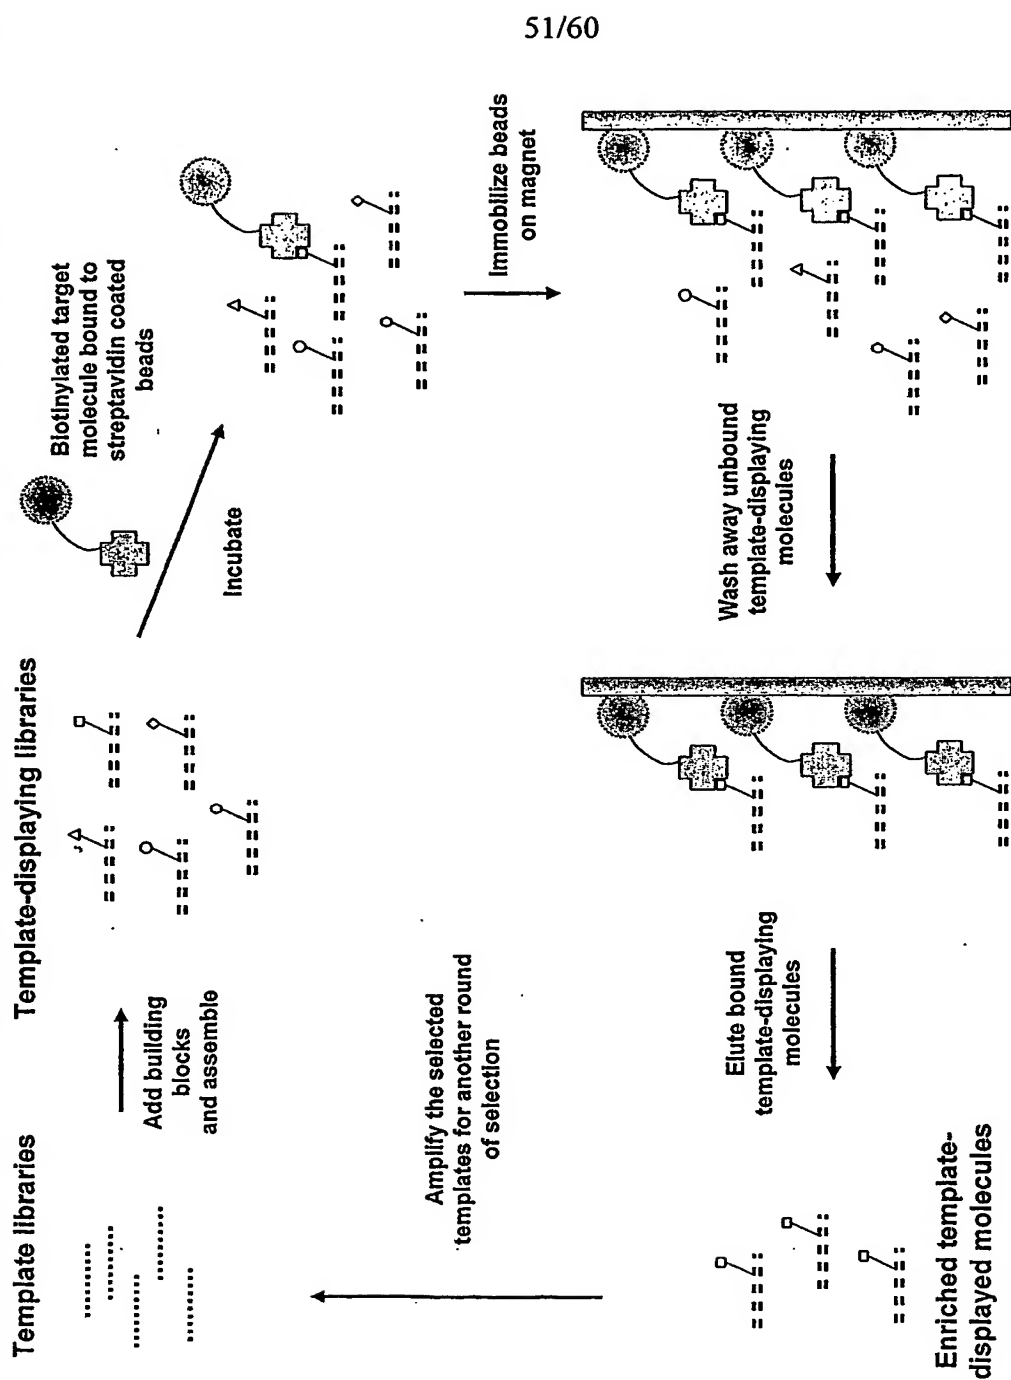 51/60
Template libraries
Add building
blocks
and assemble
Template-displaying libraries
Biotinylated target
molecule bound to
streptavidin coated
beads
Incubate
Immobilize beads
on magnet
Wash away unbound
template-displaying
molecules
Elute bound
template-displaying
molecules
Enriched template-
displayed molecules
Amplify the selected
templates for another round
of selection